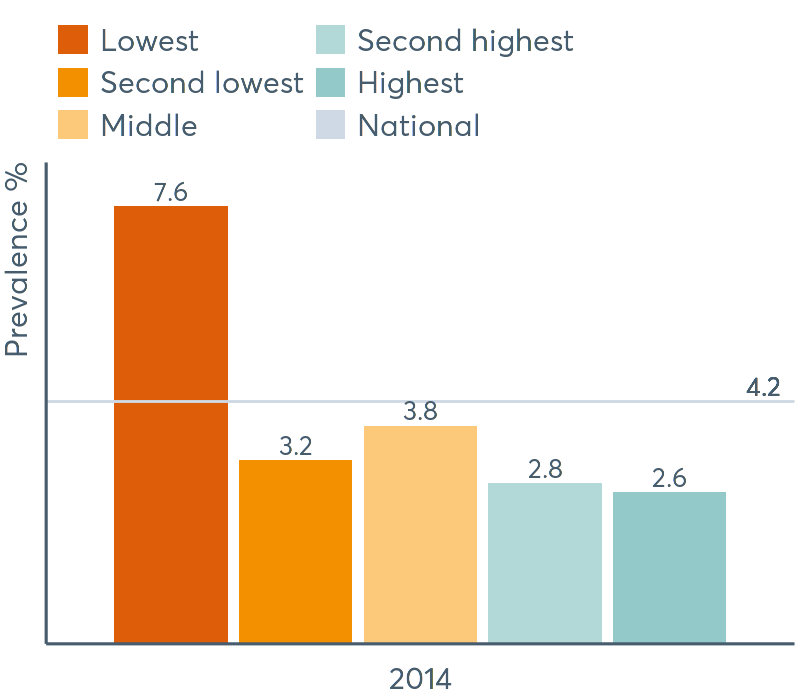 Lowest
Second lowest
Middle
Second highest
Highest
National
Prevalence %
7.6
3.2
3.8
2.8
2.6
4.2
2014